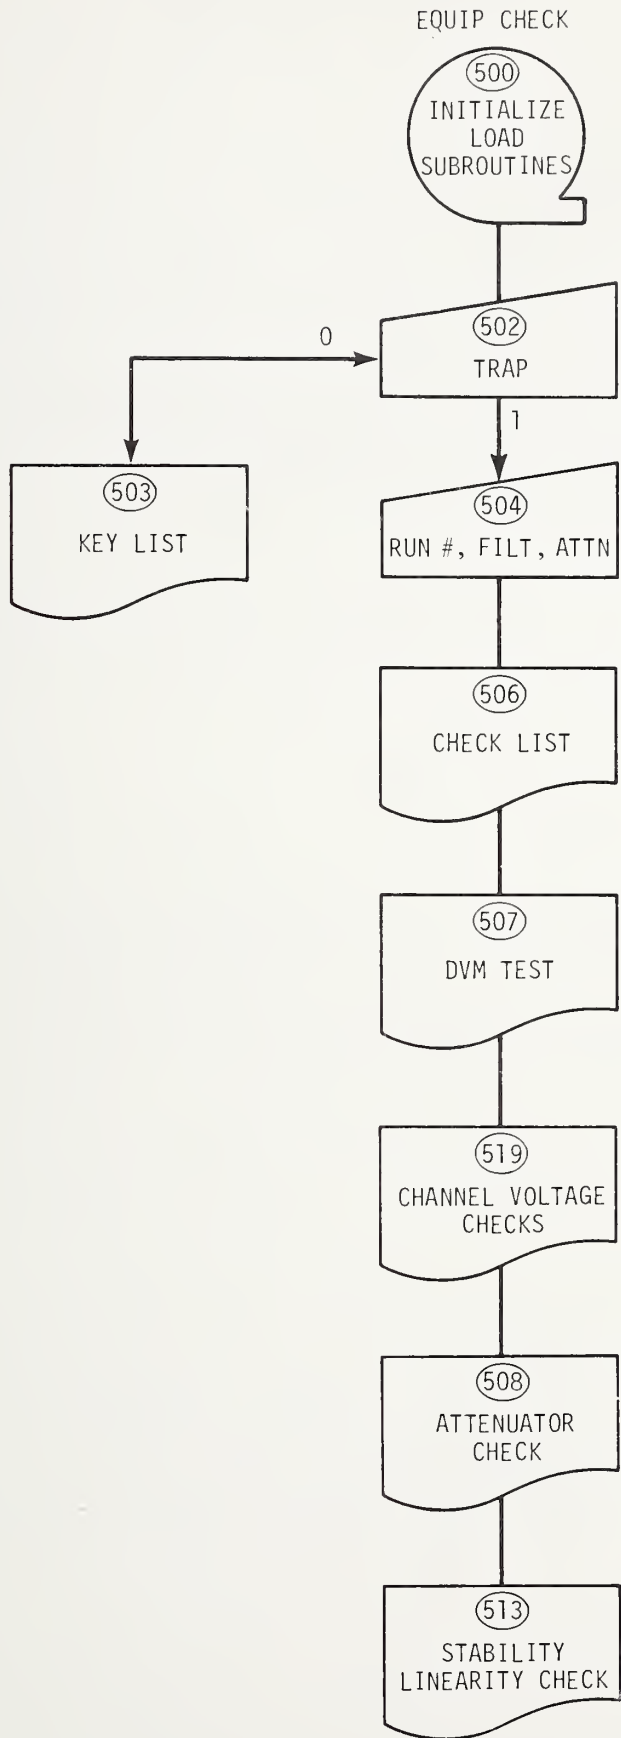 EQUIP CHECK
500
INITIALIZE
LOAD
SUBROUTINES
502
TRAP
0
1
503
KEY LIST
504
RUN #, FILT, ATTN
506
CHECK LIST
507
DVM TEST
519
CHANNEL VOLTAGE
CHECKS
508
ATTENUATOR
CHECK
513
STABILITY
LINEARITY CHECK